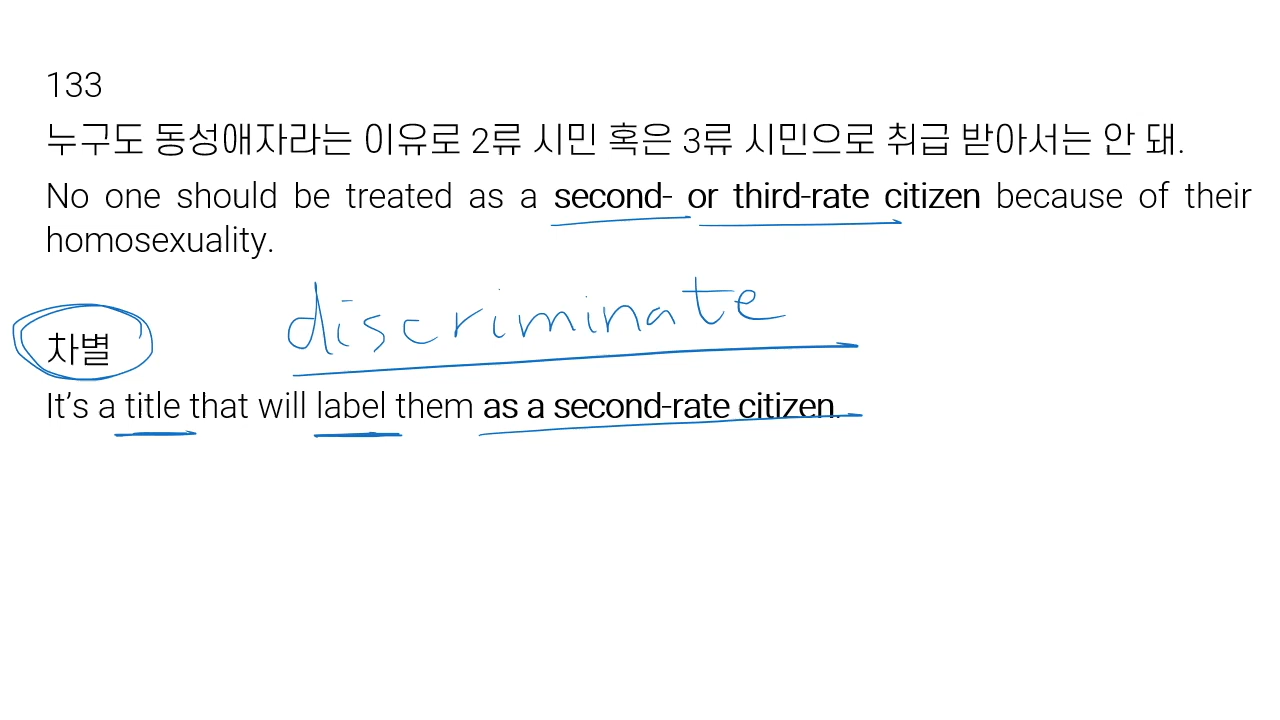 133
누구도 동성애자라는 이유로 2류 시민 혹은 3류 시민으로 취급 받아서는 안 돼.
No one should be treated as a second- or third-rate citizen because of their
homosexuality.
discriminate
차별
It’s a title that will label them as a second-rate citizen.